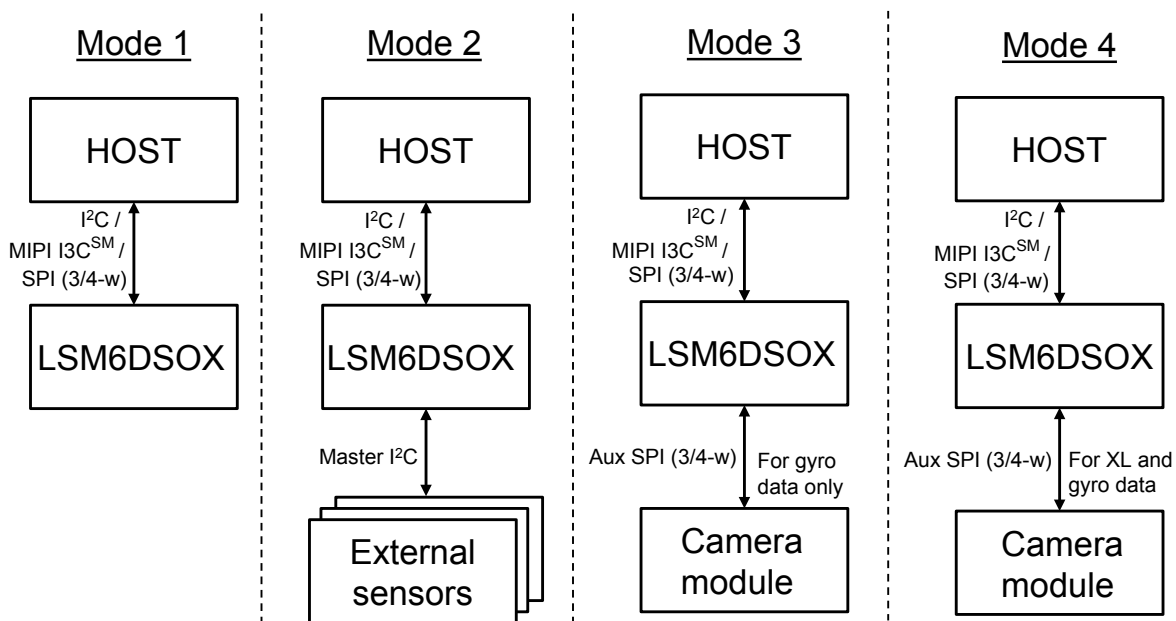 Mode 1
HOST
I²C /
MIPI I3C^SM /
SPI (3/4-w)
LSM6DSOX
Mode 2
HOST
I²C /
MIPI I3C^SM /
SPI (3/4-w)
LSM6DSOX
Master I²C
External
sensors
Mode 3
HOST
I²C /
MIPI I3C^SM /
SPI (3/4-w)
LSM6DSOX
Aux SPI (3/4-w)
For gyro
data only
Camera
module
Mode 4
HOST
I²C /
MIPI I3C^SM /
SPI (3/4-w)
LSM6DSOX
Aux SPI (3/4-w)
For XL and
gyro data
Camera
module